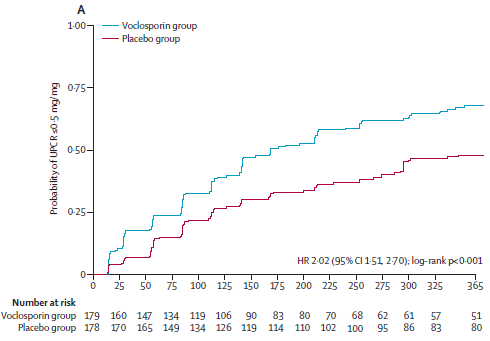 A
1·00
Voclosporin group
Placebo group
0·75
0·50
0·25
0
Probability of UPCR ≤0·5 mg/mg
HR 2·02 (95% CI 1·51, 2·70); log-rank p<0·001
0 25 50 75 100 125 150 175 200 225 250 275 300 325 365
Number at risk
Voclosporin group 179 160 147 134 119 106 90 83 80 70 68 62 61 57 51
Placebo group 178 170 165 149 134 126 119 114 110 102 100 95 86 83 80